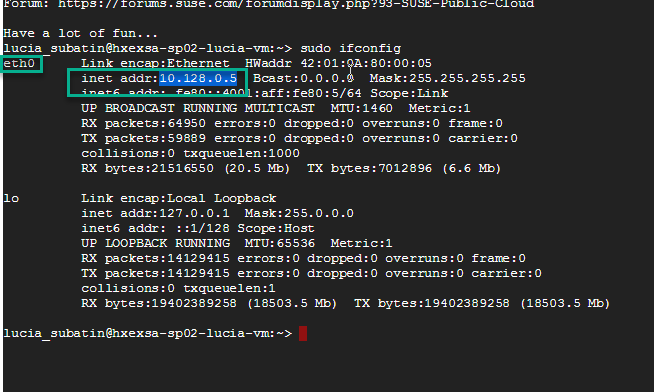 Forum: https://forums.suse.com/forumdisplay.php?93-SUSE-Public-Cloud
Have a lot of fun...
lucia_subatin@hxexsa-sp02-lucia-vm:~> sudo ifconfig
eth0 Link encap:Ethernet HWaddr 42:01:0A:80:00:05
inet addr:10.128.0.5 Bcast:0.0.0.0 Mask:255.255.255.255
inet6 addr: fe80::4001:aff:fe80:5/64 Scope:Link
UP BROADCAST RUNNING MULTICAST MTU:1460 Metric:1
RX packets:64950 errors:0 dropped:0 overruns:0 frame:0
TX packets:59889 errors:0 dropped:0 overruns:0 carrier:0
collisions:0 txqueuelen:1000
RX bytes:21516550 (20.5 Mb) TX bytes:7012896 (6.6 Mb)
lo Link encap:Local Loopback
inet addr:127.0.0.1 Mask:255.0.0.0
inet6 addr: ::1/128 Scope:Host
UP LOOPBACK RUNNING MTU:65536 Metric:1
RX packets:14129415 errors:0 dropped:0 overruns:0 frame:0
TX packets:14129415 errors:0 dropped:0 overruns:0 carrier:0
collisions:0 txqueuelen:1
RX bytes:19402389258 (18503.5 Mb) TX bytes:19402389258 (18503.5 Mb)
lucia_subatin@hxexsa-sp02-lucia-vm:~>